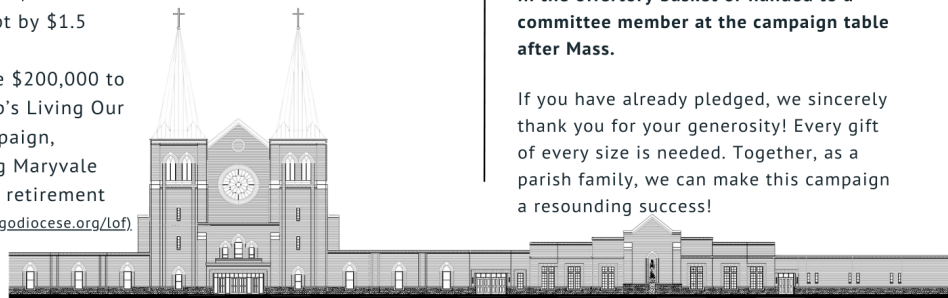 pt by $1.5
$200,000 to
Living Our
paign,
Maryvale
retirement
godiocese.org/lof)
in the offertory basket or handed to a
committee member at the campaign table
after Mass.
If you have already pledged, we sincerely
thank you for your generosity! Every gift
of every size is needed. Together, as a
parish family, we can make this campaign
a resounding success!